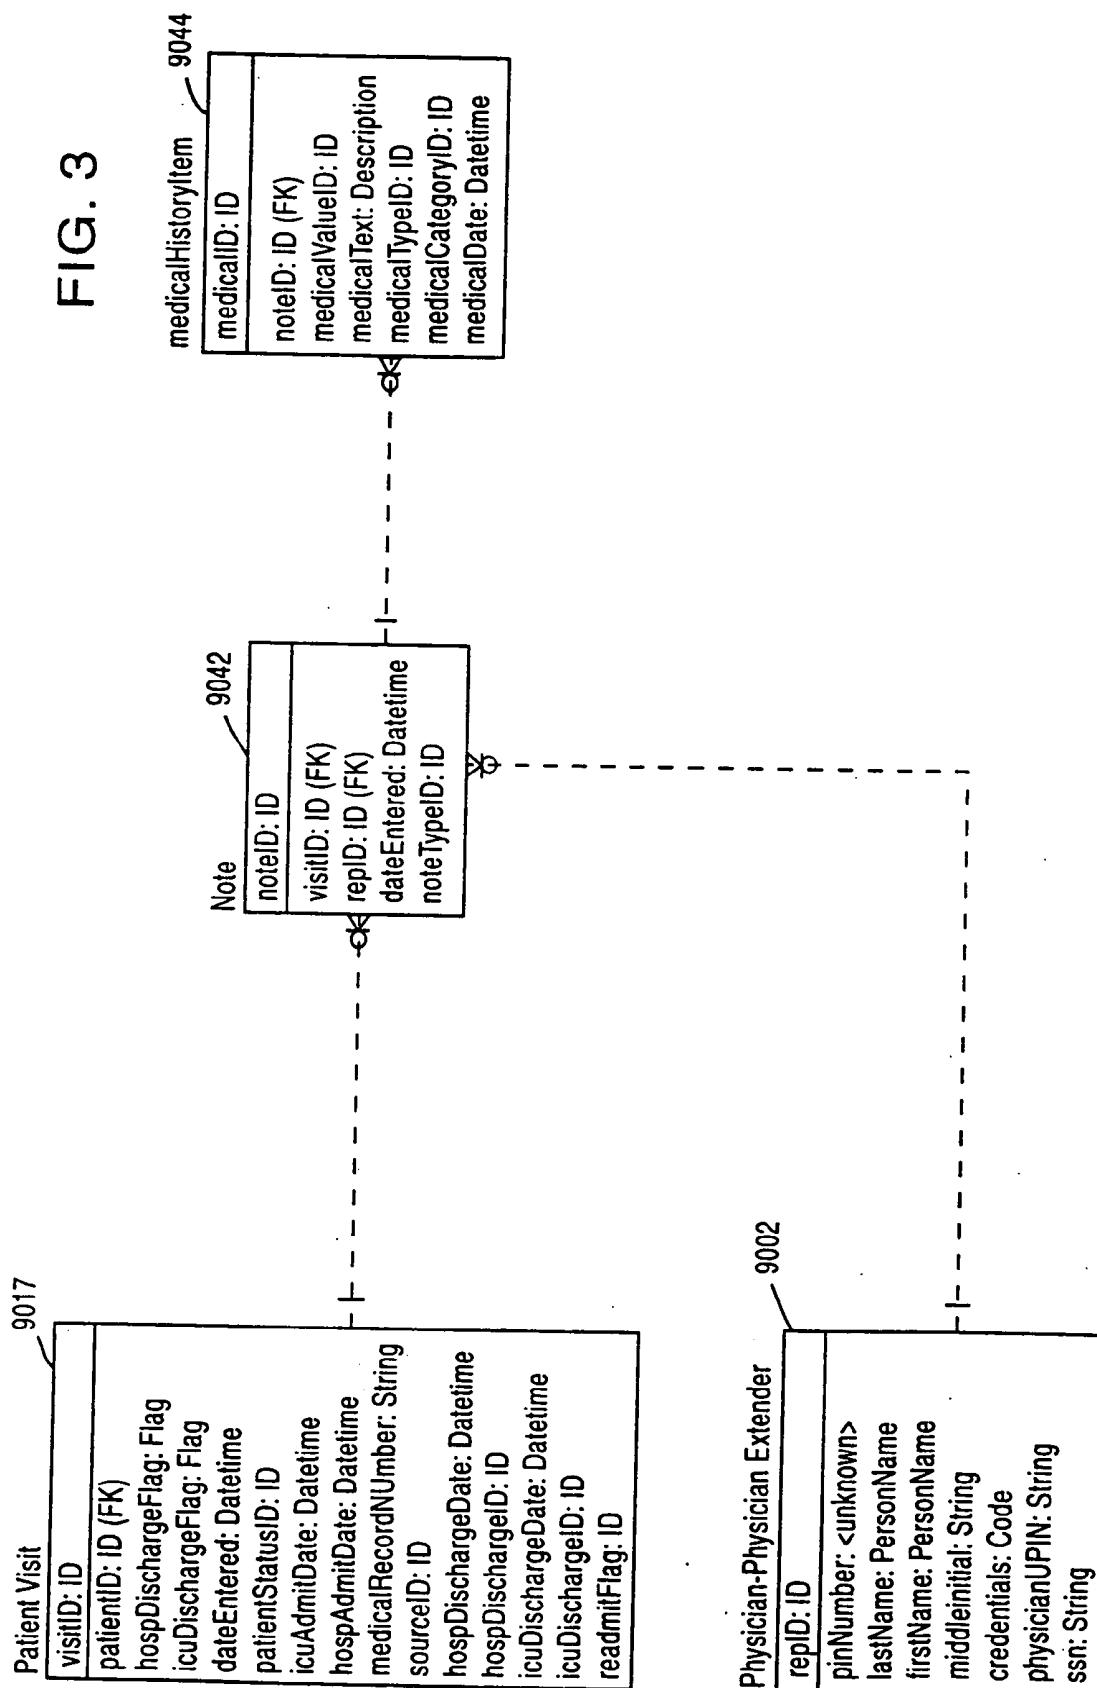 FIG. 3
Patient Visit
9017
visitID: ID
patientID: ID (FK)
hospDischargeFlag: Flag
icuDischargeFlag: Flag
dateEntered: Datetime
patientStatusID: ID
icuAdmitDate: Datetime
hospAdmitDate: Datetime
medicalRecordNUmber: String
sourceID: ID
hospDischargeDate: Datetime
hospDischargeID: ID
icuDischargeDate: Datetime
icuDischargeID: ID
readmitFlag: ID
Note
9042
noteID: ID
visitID: ID (FK)
repID: ID (FK)
dateEntered: Datetime
noteTypeID: ID
medicalHistoryItem
9044
medicalID: ID
noteID: ID (FK)
medicalValueID: ID
medicalText: Description
medicalTypeID: ID
medicalCategoryID: ID
medicalDate: Datetime
Physician-Physician Extender
9002
repID: ID
pinNumber: <unknown>
lastName: PersonName
firstName: PersonName
middleinitial: String
credentials: Code
physicianUPIN: String
ssn: String